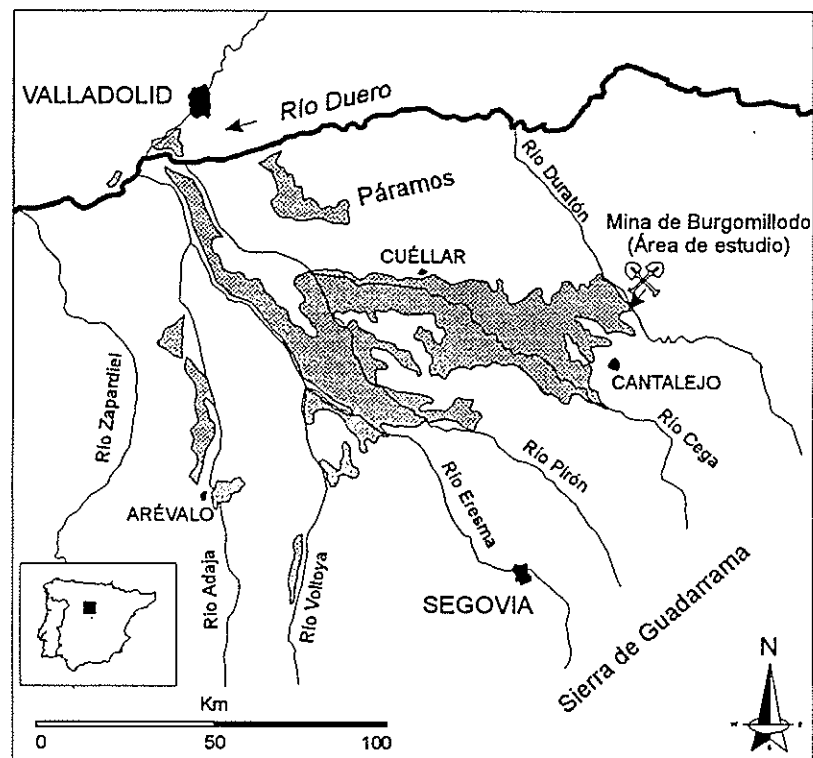 VALLADOLID
Río Duero
Páramos
Río Duratón
Mina de Burgomillodo
(Área de estudio)
CUÉLLAR
CANTALEJO
Río Zapardiel
Río Cega
Río Pirón
Río Eresma
ARÉVALO
Río Adaja
Río Voltoya
SEGOVIA
Sierra de Guadarrama
N
Km
0 50 100